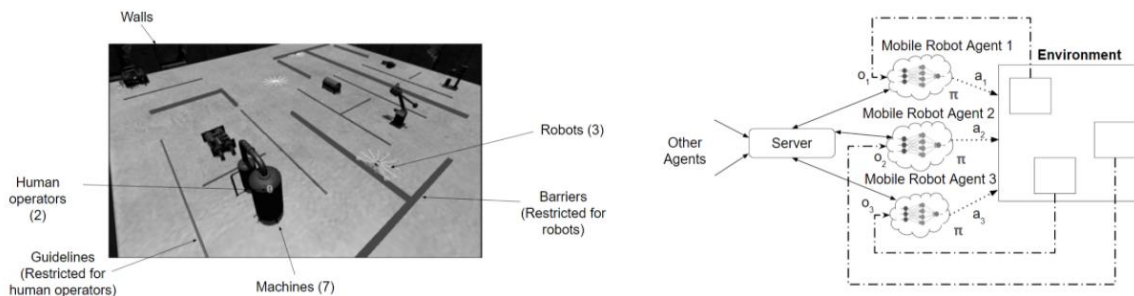 Walls
Robots (3)
Human
operators
(2)
Barriers
(Restricted for
robots)
Guidelines
(Restricted for
human operators)
Machines (7)
Mobile Robot Agent 1
Environment
o1
a1
π
Mobile Robot Agent 2
Other
Agents
Server
o2
a2
π
Mobile Robot Agent 3
o3
a3
π